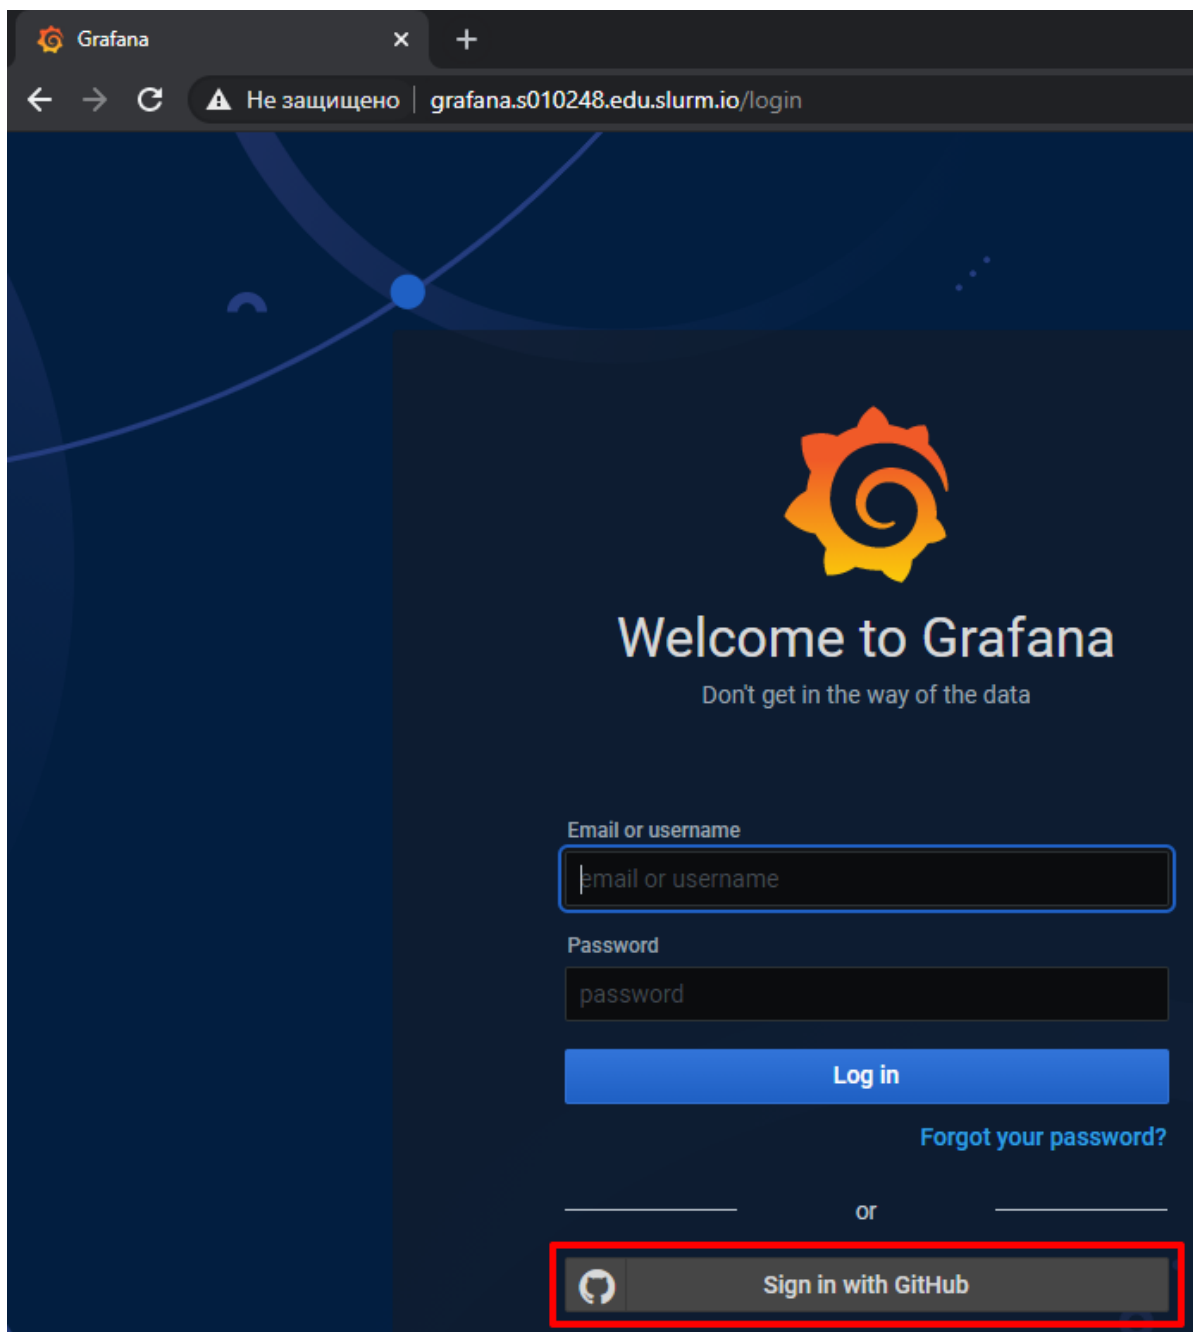 Grafana
Не защищено grafana.s010248.edu.slurm.io/login
Welcome to Grafana
Don't get in the way of the data
Email or username
email or username
Password
password
Log in
Forgot your password?
or
Sign in with GitHub